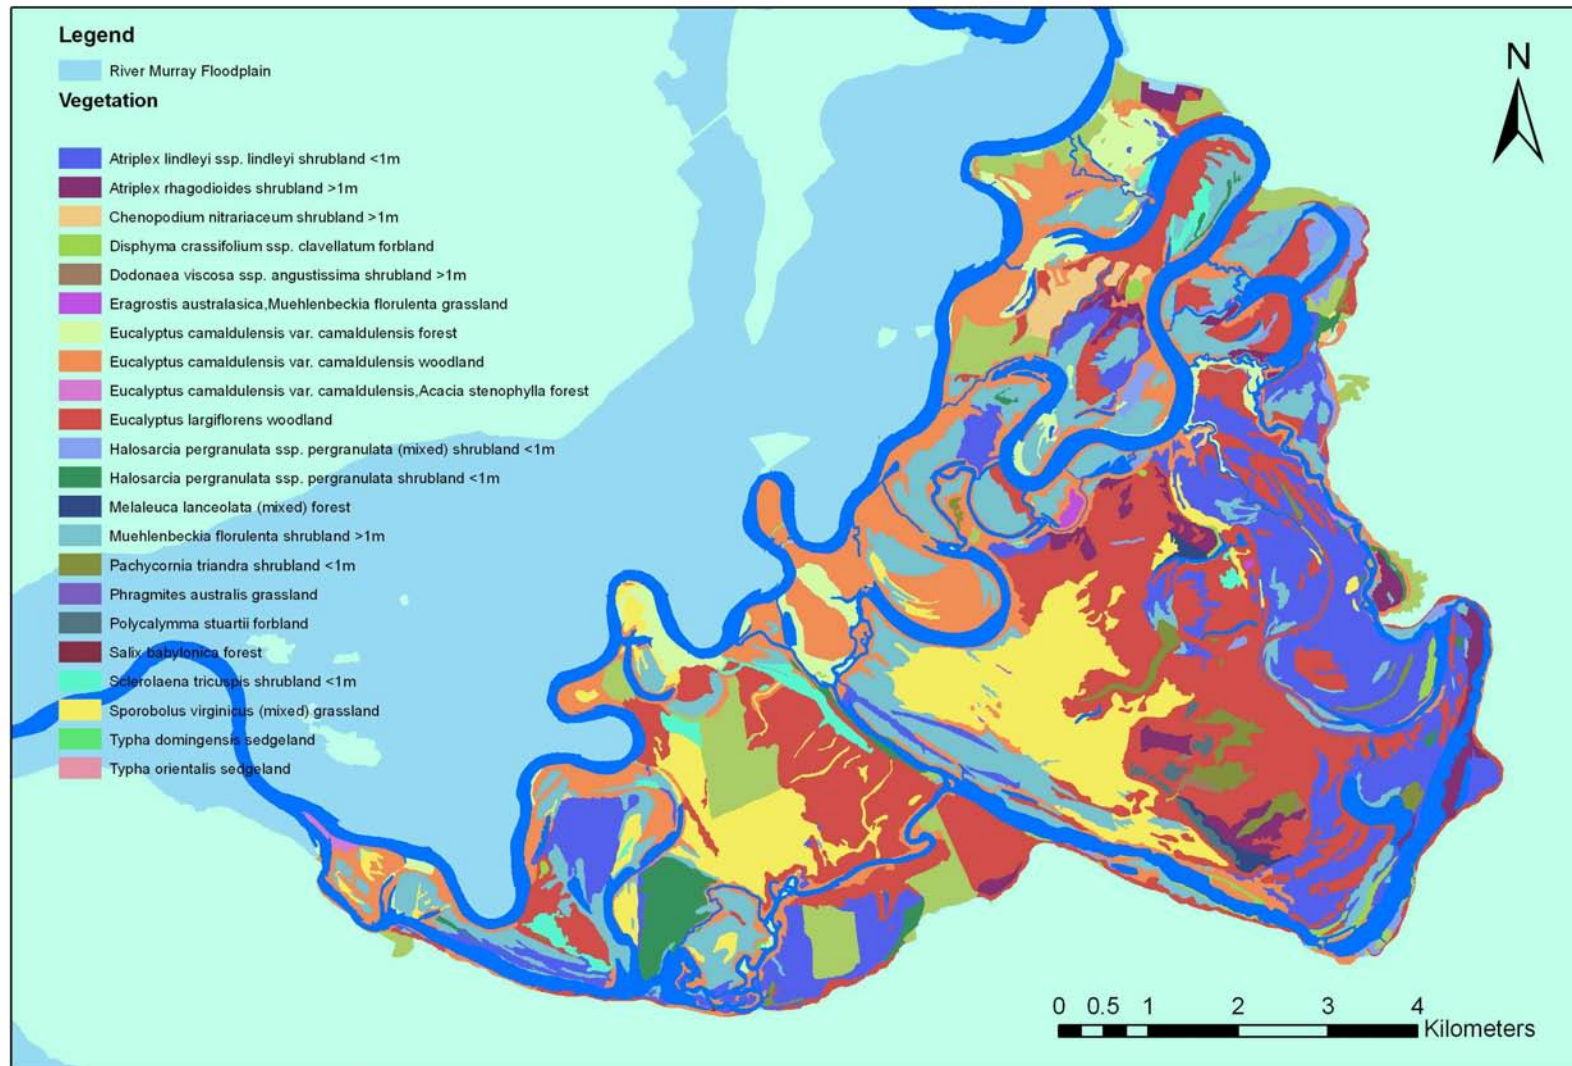 Legend
River Murray Floodplain
Vegetation
Atriplex lindleyi ssp. lindleyi shrubland <1m
Atriplex rhagodioides shrubland >1m
Chenopodium nitrariaceum shrubland >1m
Disphyma crassifolium ssp. clavellatum forbland
Dodonaea viscosa ssp. angustissima shrubland >1m
Eragrostis australasica,Muehlenbeckia florulenta grassland
Eucalyptus camaldulensis var. camaldulensis forest
Eucalyptus camaldulensis var. camaldulensis woodland
Eucalyptus camaldulensis var. camaldulensis,Acacia stenophylla forest
Eucalyptus largiflorens woodland
Halosarcia pergranulata ssp. pergranulata (mixed) shrubland <1m
Halosarcia pergranulata ssp. pergranulata shrubland <1m
Melaleuca lanceolata (mixed) forest
Muehlenbeckia florulenta shrubland >1m
Pachycornia triandra shrubland <1m
Phragmites australis grassland
Polycalymma stuartii forbland
Salix babylonica forest
Sclerolaena tricuspis shrubland <1m
Sporobolus virginicus (mixed) grassland
Typha domingensis sedgeland
Typha orientalis sedgeland
N
0 0.5 1 2 3 4
Kilometers